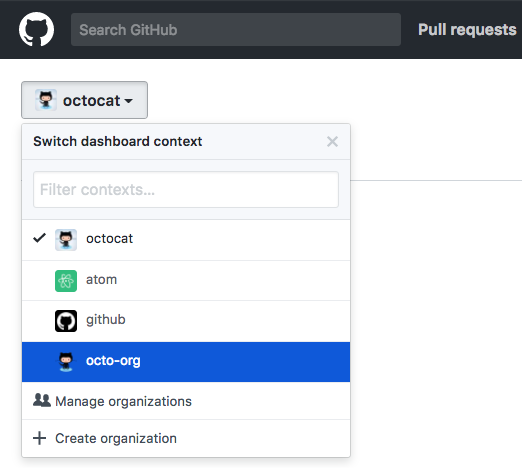 Search GitHub
Pull requests
octocat
Switch dashboard context
Filter contexts...
octocat
atom
github
octo-org
Manage organizations
Create organization